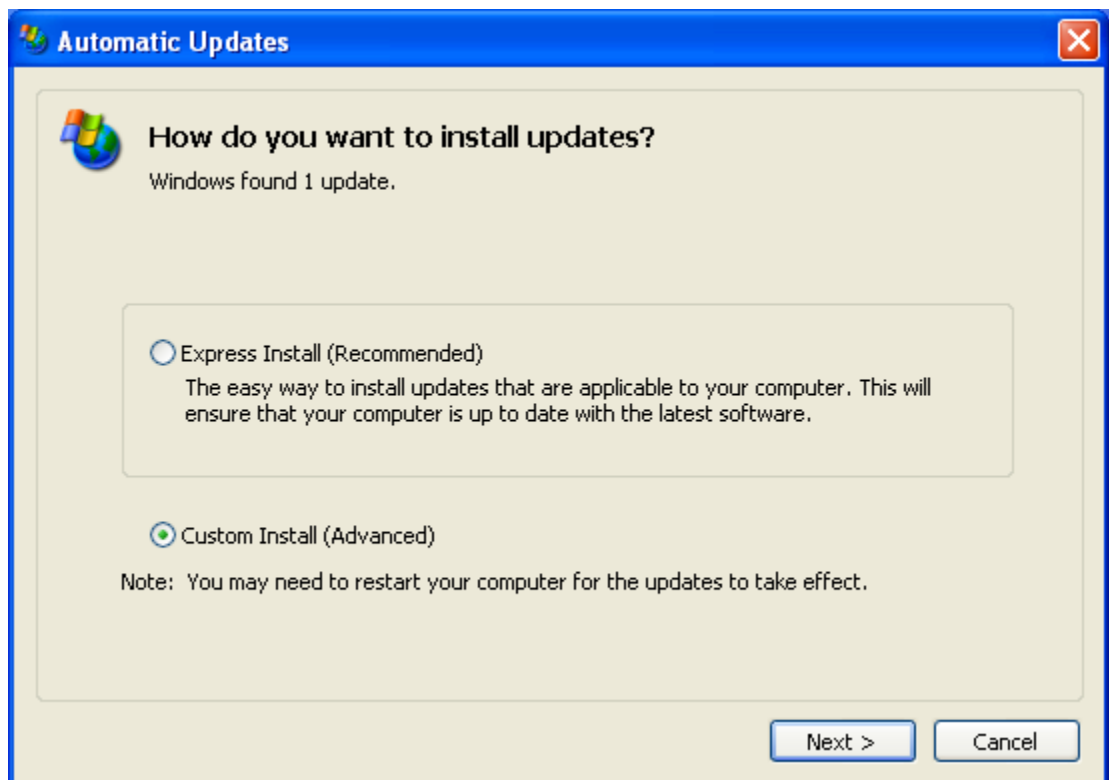 Automatic Updates
How do you want to install updates?
Windows found 1 update.
Express Install (Recommended)
The easy way to install updates that are applicable to your computer. This will
ensure that your computer is up to date with the latest software.
Custom Install (Advanced)
Note: You may need to restart your computer for the updates to take effect.
Next >
Cancel